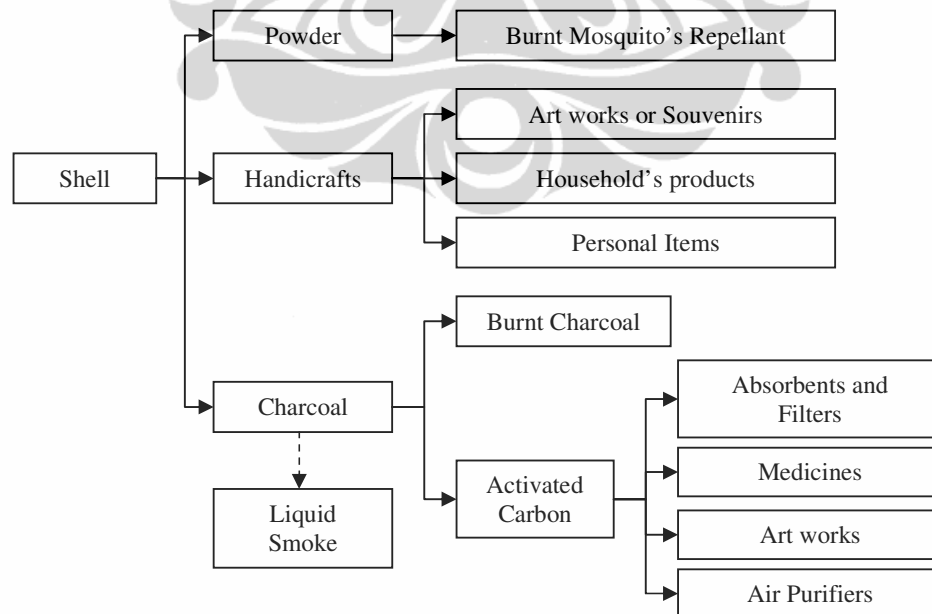 Powder
Burnt Mosquito's Repellant
Art works or Souvenirs
Shell
Handicrafts
Household's products
Personal Items
Burnt Charcoal
Charcoal
Absorbents and
Filters
Medicines
Activated
Carbon
Liquid
Smoke
Art works
Air Purifiers